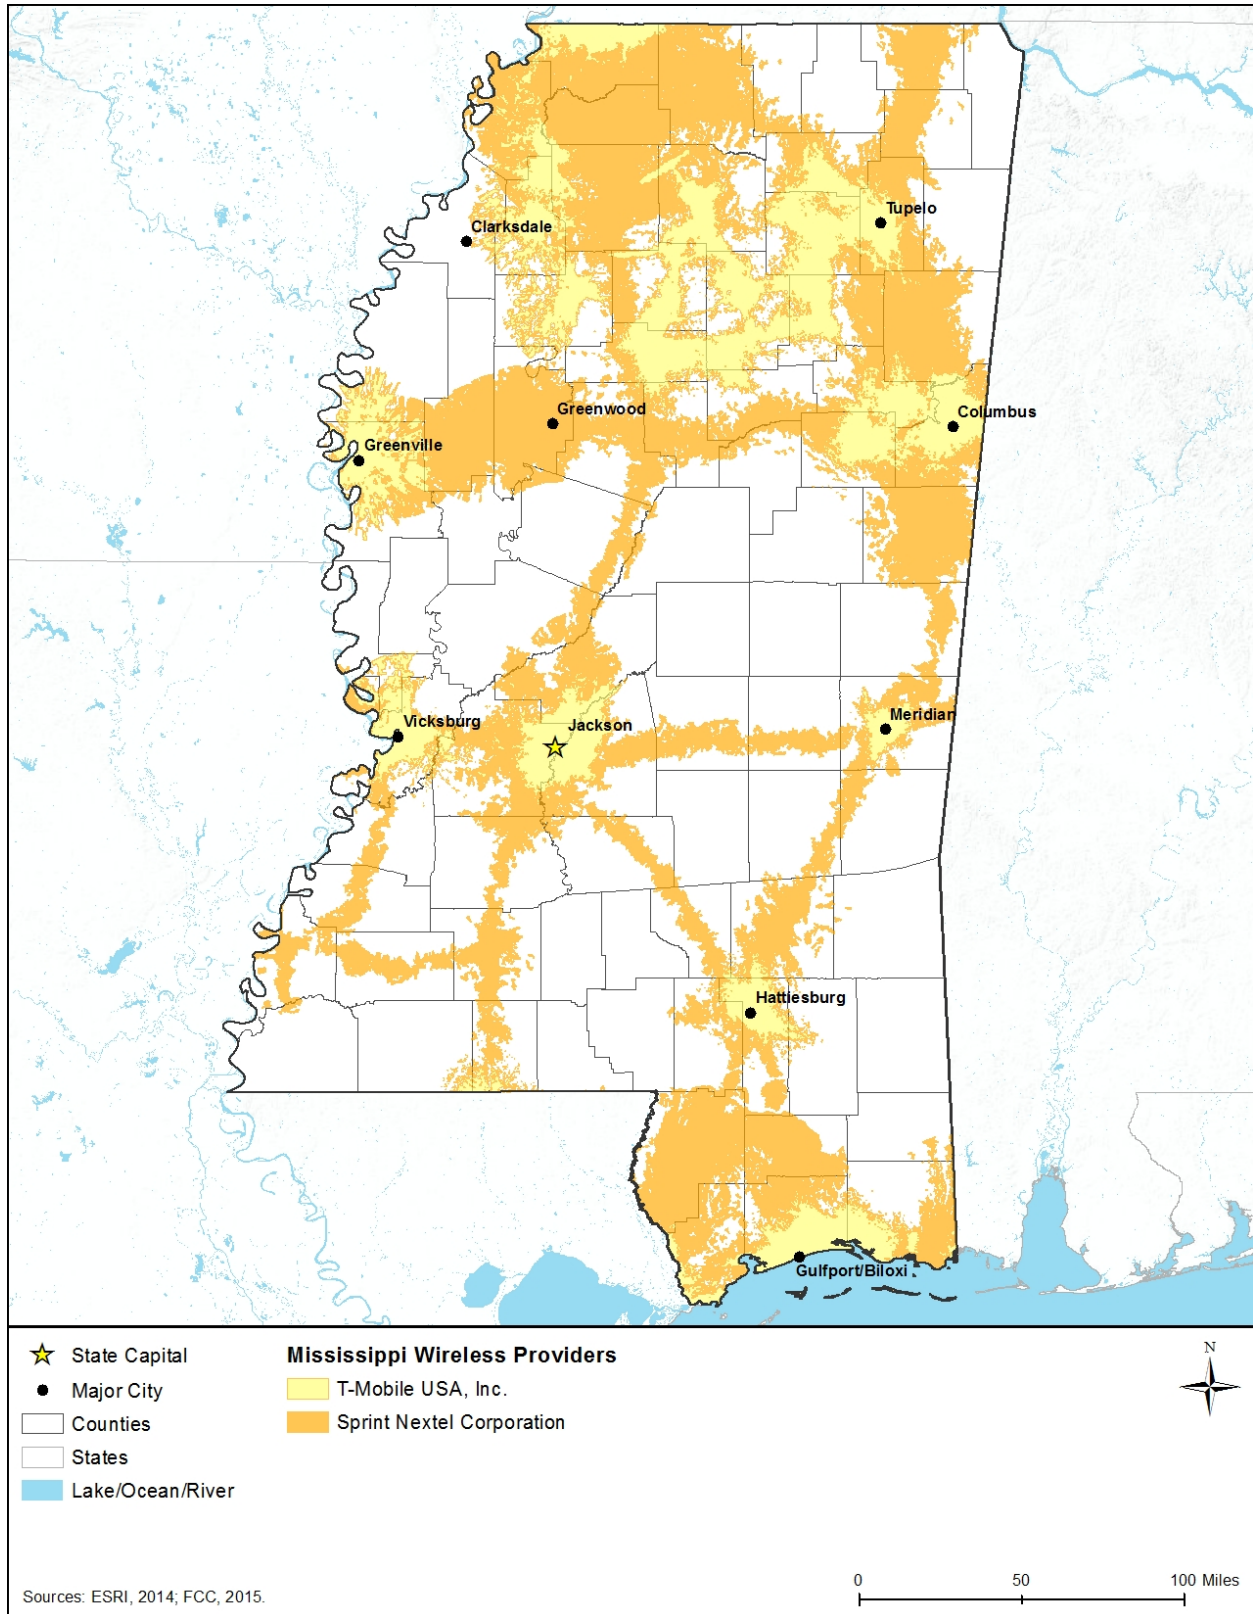 Tupelo
Clarksdale
Greenwood
Columbus
Greenville
Vicksburg
Jackson
Meridian
Hattiesburg
Gulfport/Biloxi
State Capital
Major City
Counties
States
Lake/Ocean/River
Mississippi Wireless Providers
T-Mobile USA, Inc.
Sprint Nextel Corporation
N
0 50 100 Miles
Sources: ESRI, 2014; FCC, 2015.